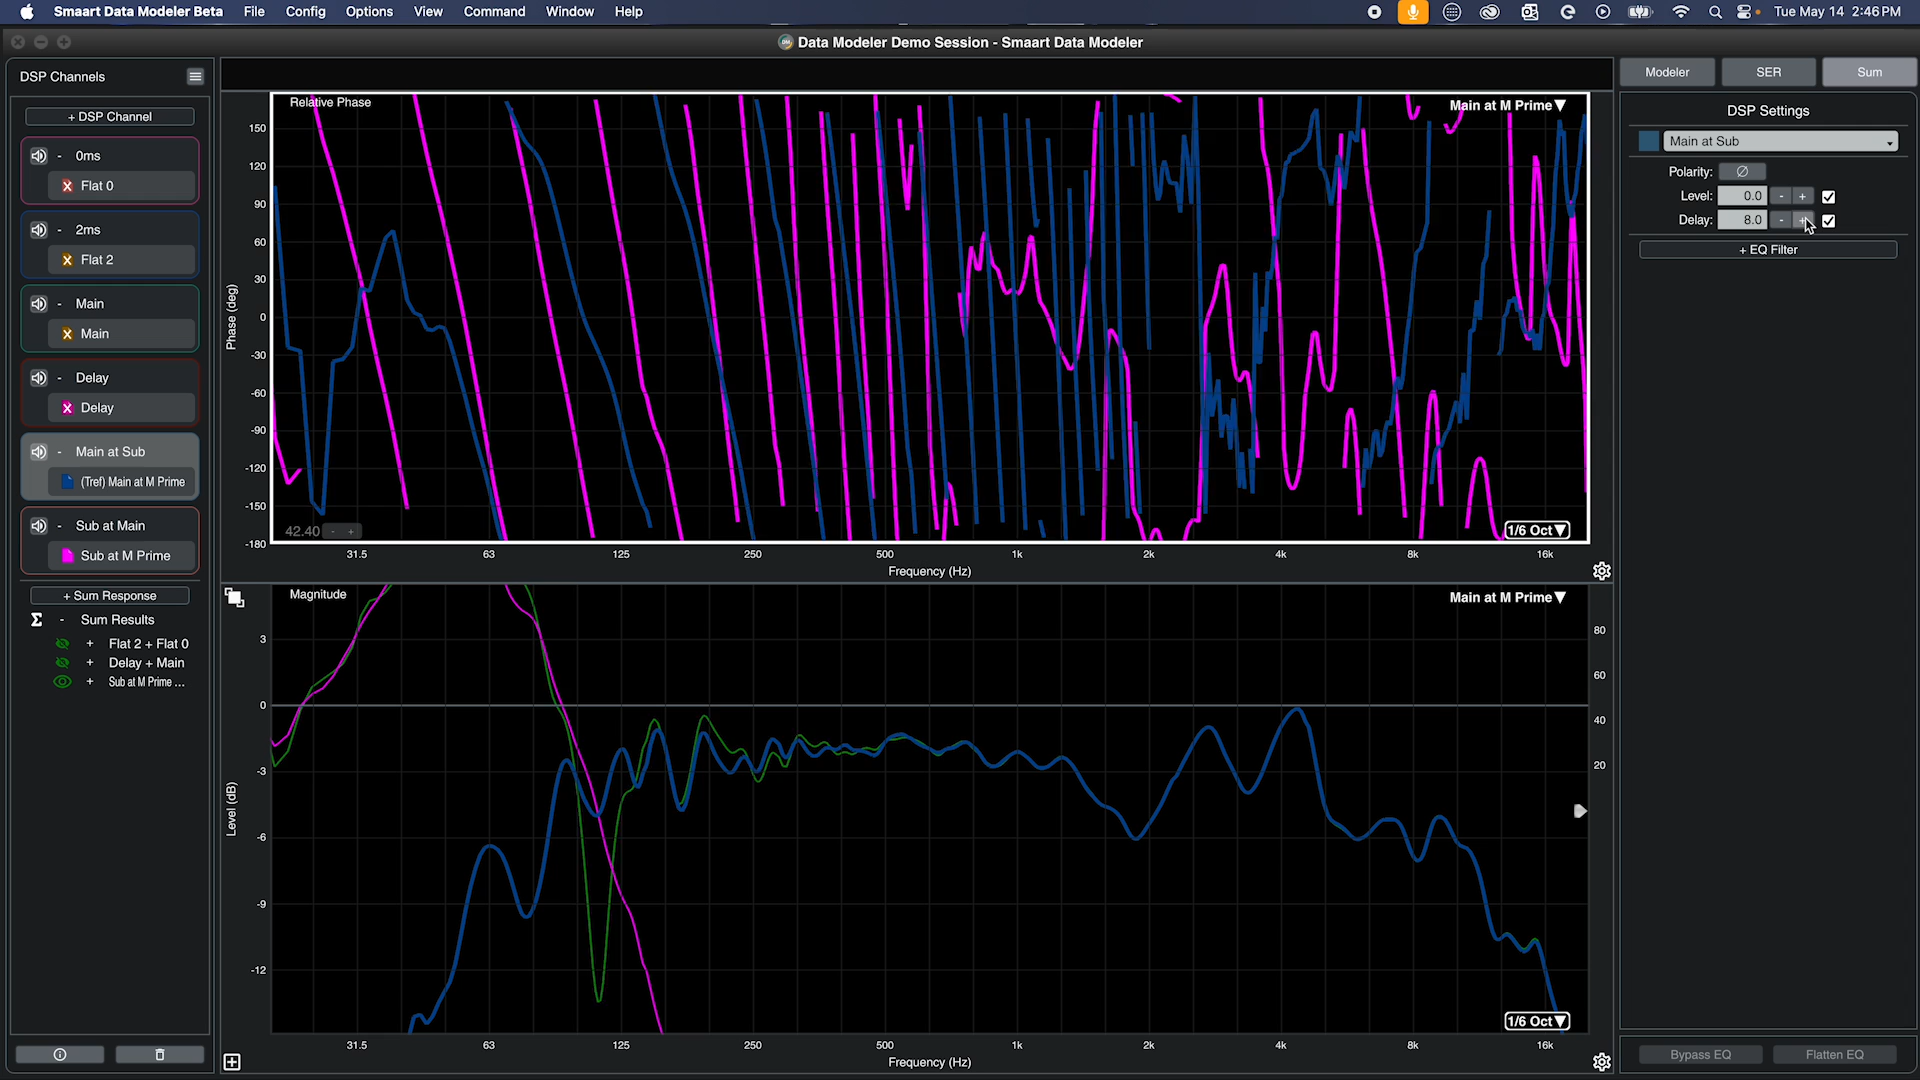 Smaart Data Modeler Beta File Config Options View Command Window Help
Tue May 14 2:46 PM
Data Modeler Demo Session - Smaart Data Modeler
DSP Channels
+ DSP Channel
- 0ms
Flat 0
- 2ms
Flat 2
- Main
Main
- Delay
Delay
- Main at Sub
(Tref) Main at M Prime
- Sub at Main
Sub at M Prime
+ Sum Response
Σ - Sum Results
+ Flat 2 + Flat 0
+ Delay + Main
+ Sub at M Prime ...
Relative Phase
Main at M Prime▼
Phase (deg)
150
120
90
60
30
0
-30
-60
-90
-120
-150
-180
42.40 - +
1/6 Oct▼
31.5 63 125 250 500 1k 2k 4k 8k 16k
Frequency (Hz)
Magnitude
Main at M Prime▼
Level (dB)
3
0
-3
-6
-9
-12
80
60
40
20
1/6 Oct▼
31.5 63 125 250 500 1k 2k 4k 8k 16k
Frequency (Hz)
Modeler SER Sum
DSP Settings
Main at Sub
Polarity: Ø
Level: 0.0 - +
Delay: 8.0 - +
+ EQ Filter
Bypass EQ Flatten EQ